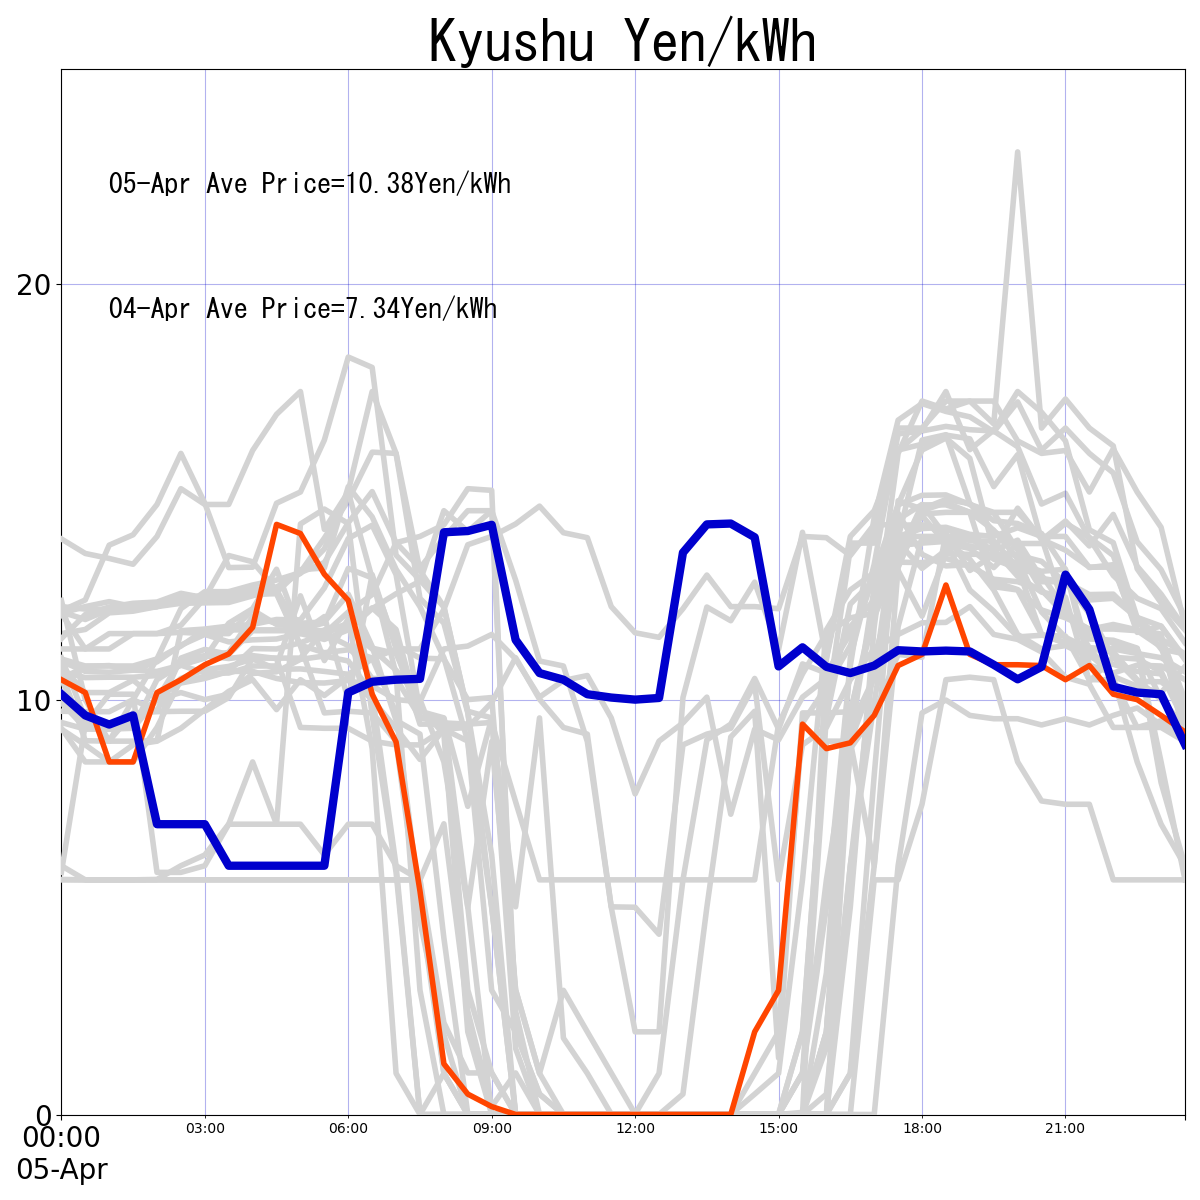 Kyushu Yen/kWh
05-Apr Ave Price=10.38Yen/kWh
20
04-Apr Ave Price=7.34Yen/kWh
10
0
00:00 03:00 06:00 09:00 12:00 15:00 18:00 21:00
05-Apr